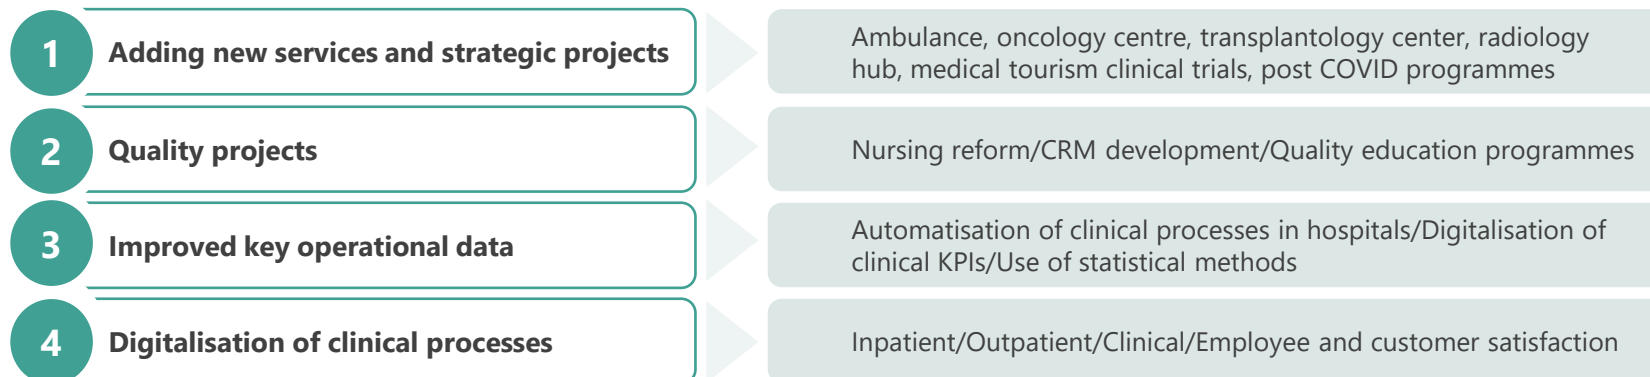 1
Adding new services and strategic projects
Ambulance, oncology centre, transplantology center, radiology
hub, medical tourism clinical trials, post COVID programmes
2
Quality projects
Nursing reform/CRM development/Quality education programmes
3
Improved key operational data
Automatisation of clinical processes in hospitals/Digitalisation of
clinical KPIs/Use of statistical methods
4
Digitalisation of clinical processes
Inpatient/Outpatient/Clinical/Employee and customer satisfaction